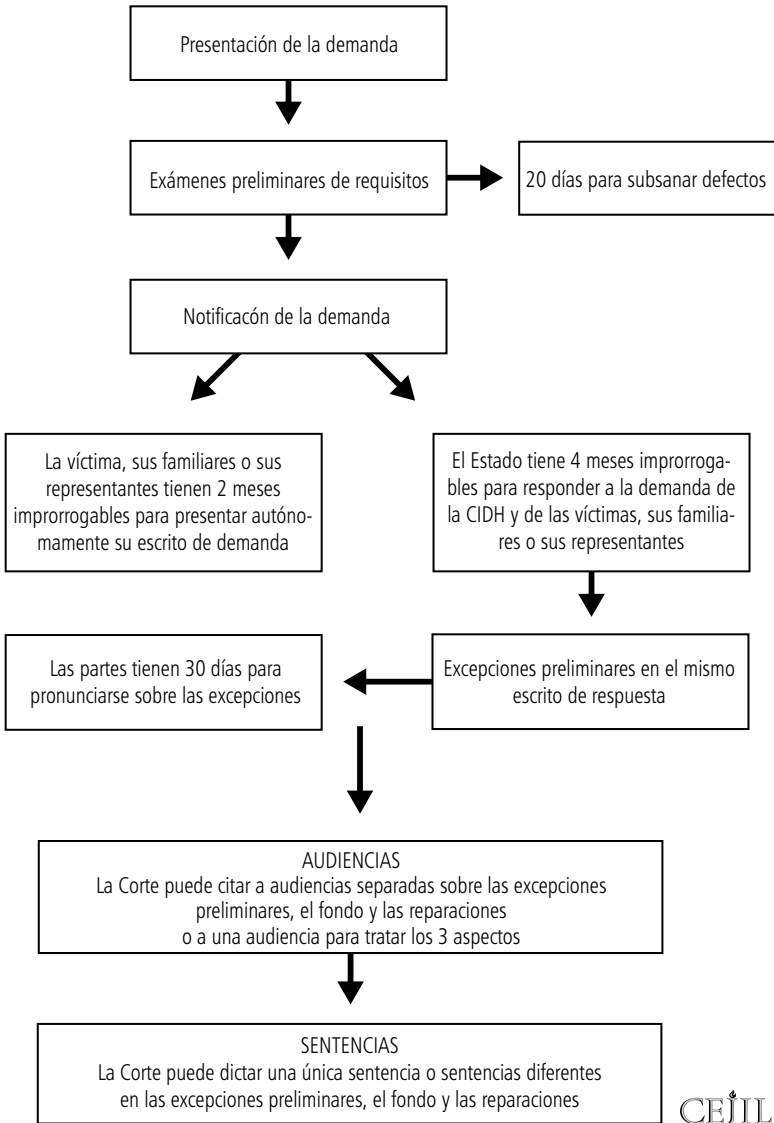 Presentación de la demanda
Exámenes preliminares de requisitos
20 días para subsanar defectos
Notificacón de la demanda
La víctima, sus familiares o sus
representantes tienen 2 meses
improrrogables para presentar autóno-
mamente su escrito de demanda
El Estado tiene 4 meses improrroga-
bles para responder a la demanda de
la CIDH y de las víctimas, sus familia-
res o sus representantes
Excepciones preliminares en el mismo
escrito de respuesta
Las partes tienen 30 días para
pronunciarse sobre las excepciones
AUDIENCIAS
La Corte puede citar a audiencias separadas sobre las excepciones
preliminares, el fondo y las reparaciones
o a una audiencia para tratar los 3 aspectos
SENTENCIAS
La Corte puede dictar una única sentencia o sentencias diferentes
en las excepciones preliminares, el fondo y las reparaciones
CEJIL